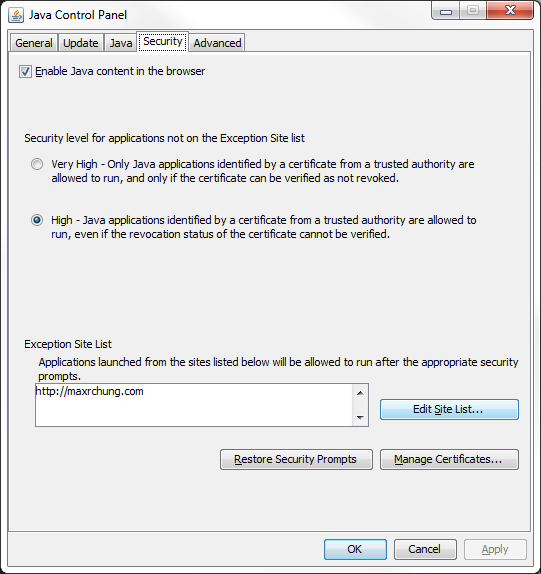 Java Control Panel
General Update Java Security Advanced
Enable Java content in the browser
Security level for applications not on the Exception Site list
Very High - Only Java applications identified by a certificate from a trusted authority are
allowed to run, and only if the certificate can be verified as not revoked.
High - Java applications identified by a certificate from a trusted authority are allowed to
run, even if the revocation status of the certificate cannot be verified.
Exception Site List
Applications launched from the sites listed below will be allowed to run after the appropriate security
prompts.
http://maxrchung.com
Edit Site List...
Restore Security Prompts Manage Certificates...
OK Cancel Apply